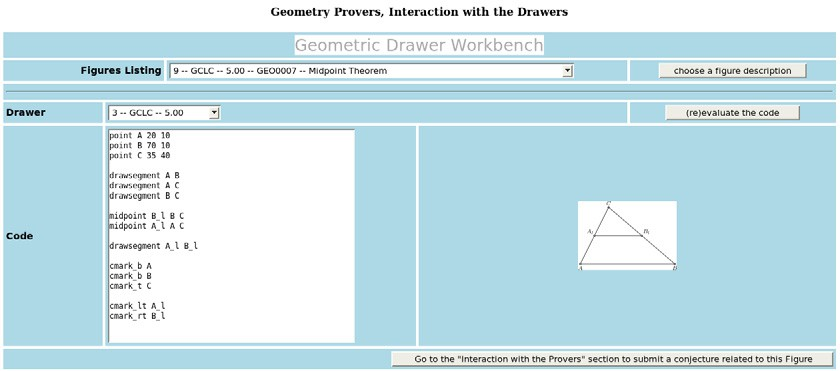 Geometry Provers, Interaction with the Drawers
Geometric Drawer Workbench
Figures Listing
9 -- GCLC -- 5.00 -- GEO0007 -- Midpoint Theorem
choose a figure description
Drawer
3 -- GCLC -- 5.00
(re)evaluate the code
Code
point A 20 10
point B 70 10
point C 35 40
drawsegment A B
drawsegment A C
drawsegment B C
midpoint B_l B C
midpoint A_l A C
drawsegment A_l B_l
cmark_b A
cmark_b B
cmark_t C
cmark_lt A_l
cmark_rt B_l
C
A₁ B₁
A B
Go to the "Interaction with the Provers" section to submit a conjecture related to this Figure